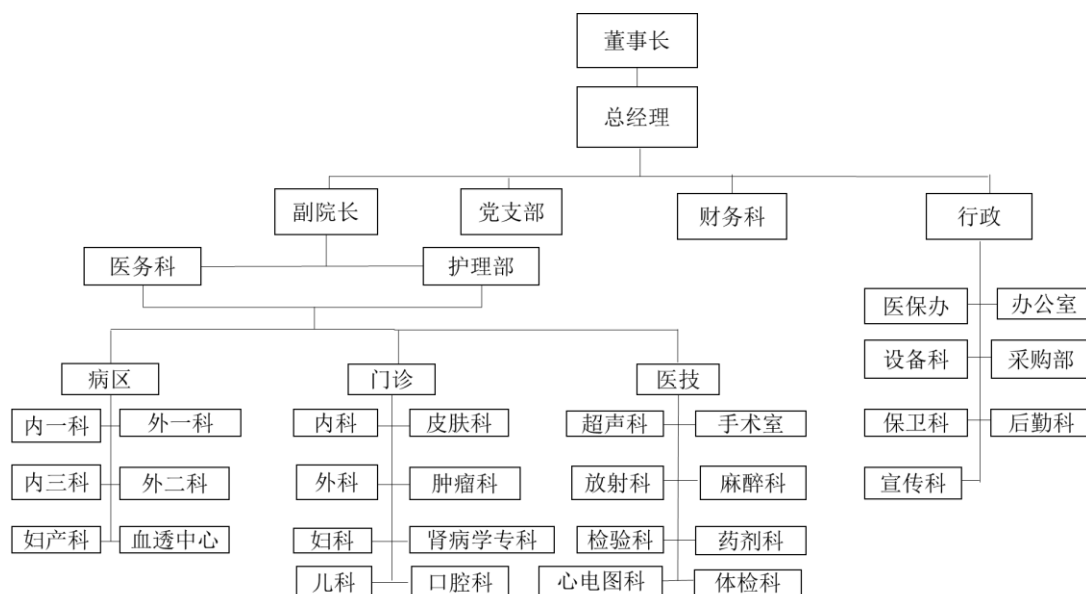 董事长
总经理
副院长 党支部 财务科 行政
医务科 护理部
医保办 办公室
设备科 采购部
病区 门诊 医技
内一科 外一科 内科 皮肤科 超声科 手术室 保卫科 后勤科
内三科 外二科 外科 肿瘤科 放射科 麻醉科 宣传科
妇产科 血透中心 妇科 肾病学专科 检验科 药剂科
儿科 口腔科 心电图科 体检科